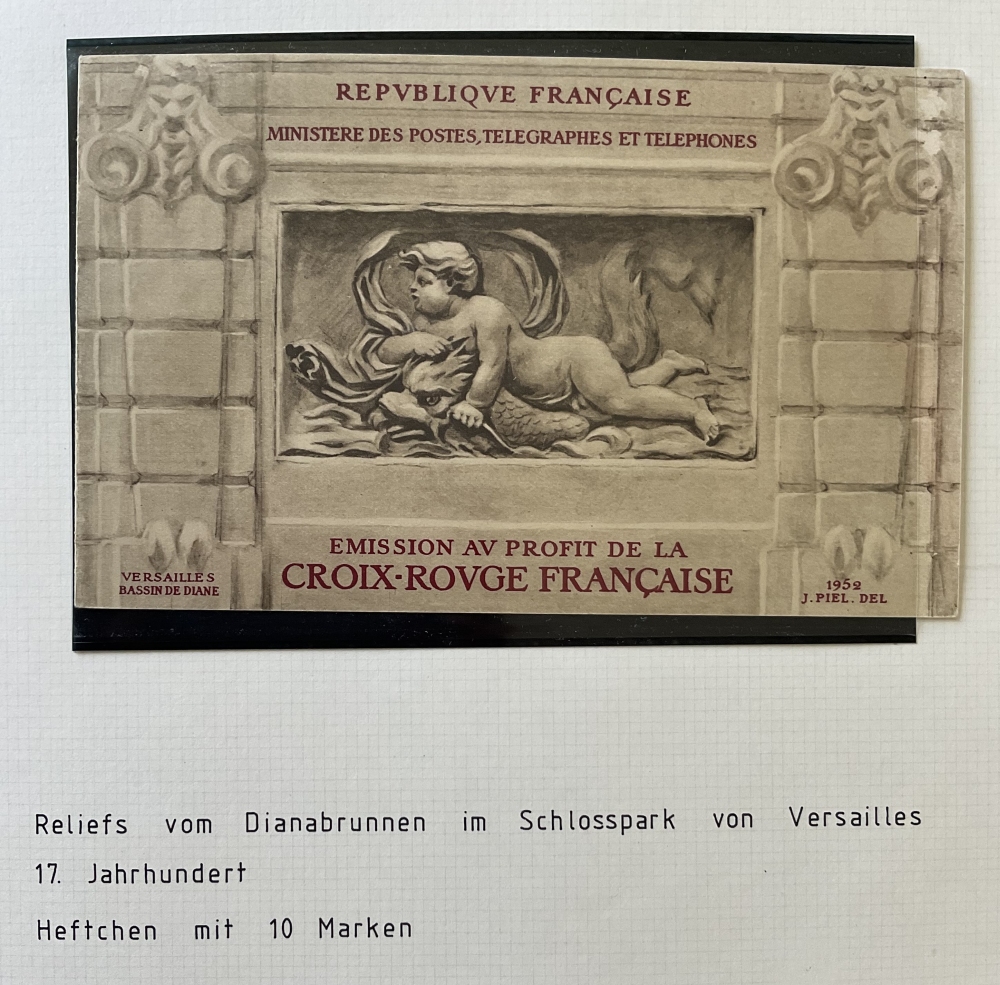 REPVBLIQVE FRANÇAISE
MINISTERE DES POSTES, TELEGRAPHES ET TELEPHONES
EMISSION AV PROFIT DE LA
CROIX-ROVGE FRANÇAISE
VERSAILLES
BASSIN DE DIANE
1952
J. PIEL. DEL
Reliefs vom Dianabrunnen im Schlosspark von Versailles
17. Jahrhundert
Heftchen mit 10 Marken